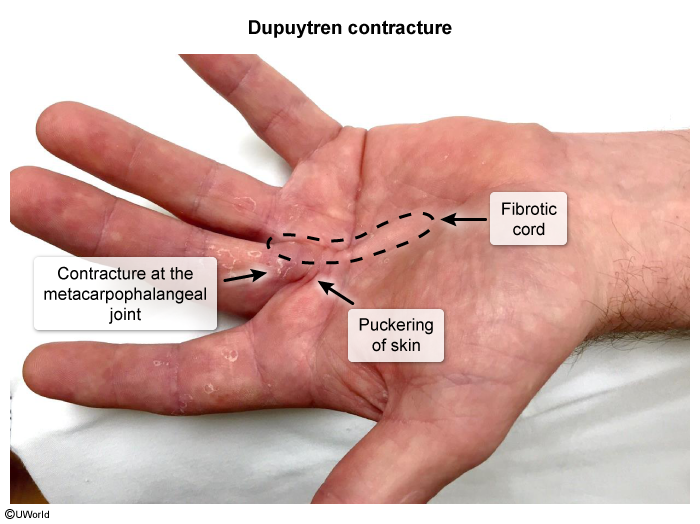 Dupuytren contracture
Fibrotic
cord
Contracture at the
metacarpophalangeal
joint
Puckering
of skin
©UWorld